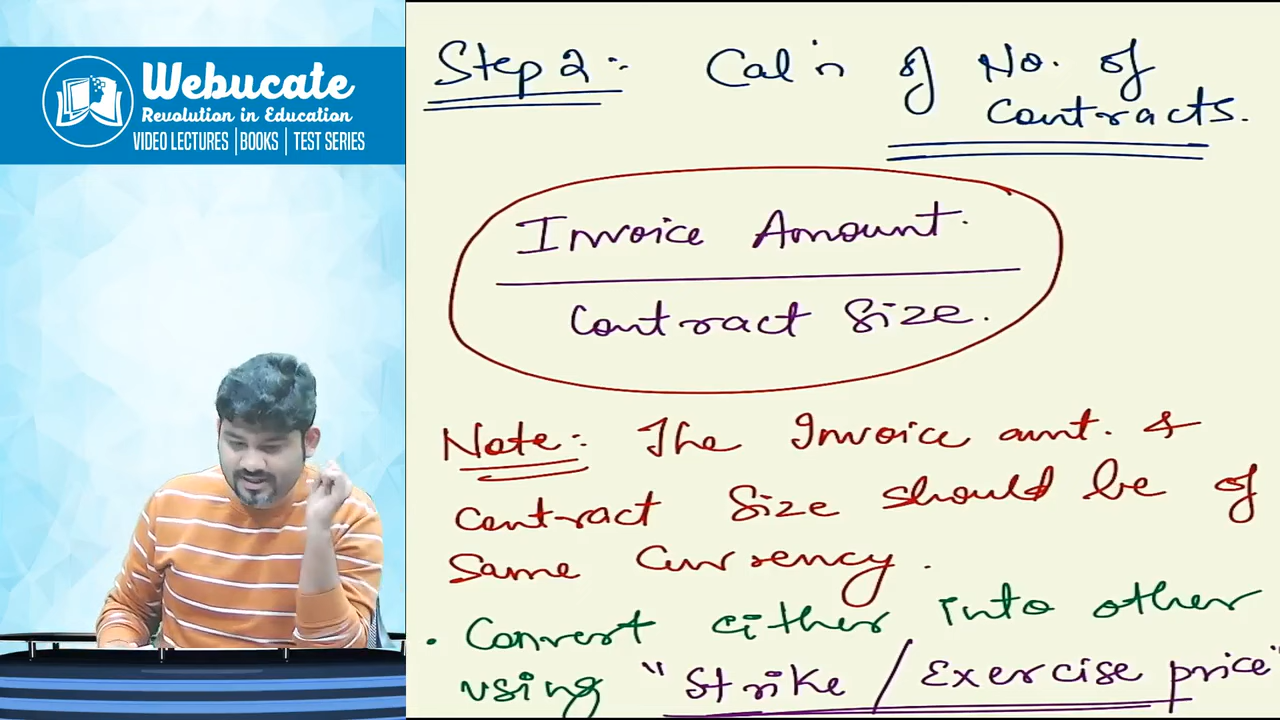 Webucate
Revolution in Education
VIDEO LECTURES | BOOKS | TEST SERIES
Step 2:- Cal'n of No. of
Contracts.
Invoice Amount.
Contract Size.
Note:- The Invoice amt. &
contract Size should be of
same currency.
• Convert either into other
using "Strike / Exercise price"